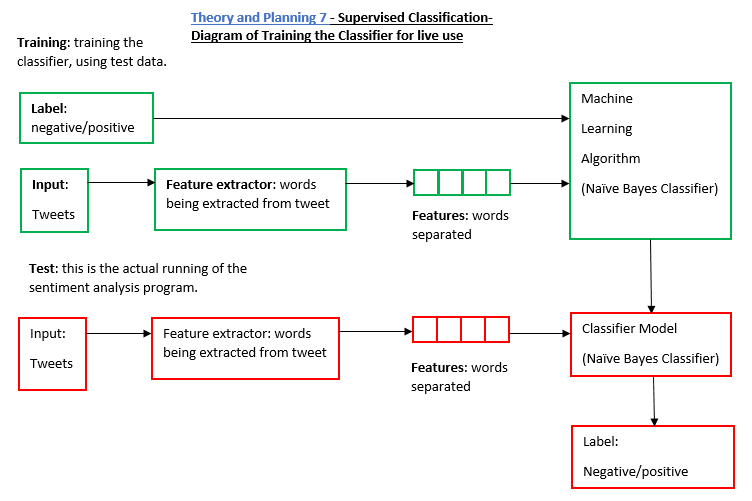 Theory and Planning 7 - Supervised Classification-
Diagram of Training the Classifier for live use
Training: training the
classifier, using test data.
Label:
negative/positive
Machine
Learning
Algorithm
(Naïve Bayes Classifier)
Input:
Tweets
Feature extractor: words
being extracted from tweet
Features: words
separated
Test: this is the actual running of the
sentiment analysis program.
Input:
Tweets
Feature extractor: words
being extracted from tweet
Features: words
separated
Classifier Model
(Naïve Bayes Classifier)
Label:
Negative/positive